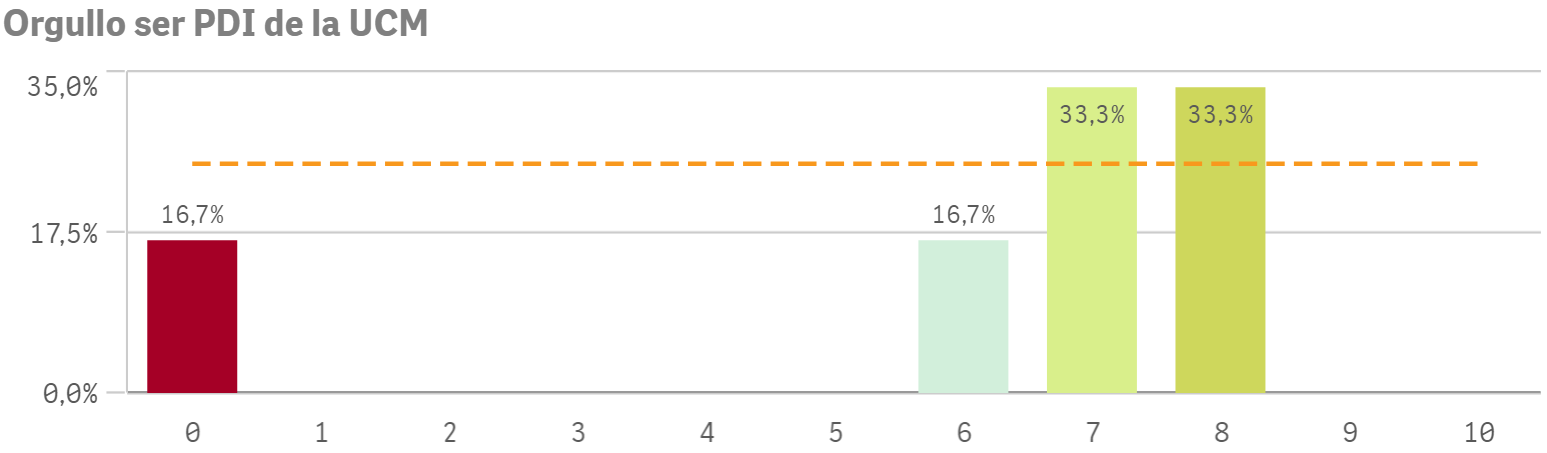 Orgullo ser PDI de la UCM
35,0%
33,3% 33,3%
16,7% 16,7%
17,5%
0,0%
0 1 2 3 4 5 6 7 8 9 10